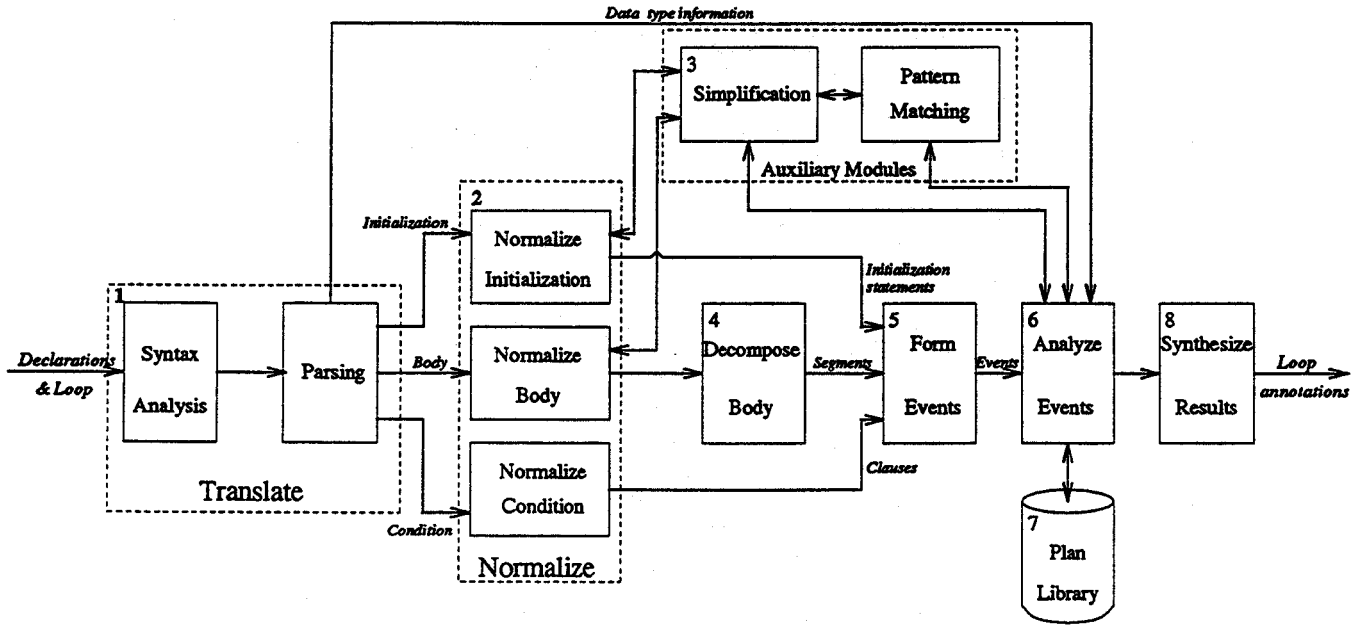 Data type information
3
Simplification
Pattern
Matching
Auxiliary Modules
2
Initialization
Normalize
Initialization
Initialization
statements
1
Syntax
Analysis
Parsing
Declarations
& Loop
Translate
Body
Normalize
Body
4
Decompose
Body
Segments
5
Form
Events
Events
6
Analyze
Events
8
Synthesize
Results
Loop
annotations
Condition
Normalize
Condition
Clauses
Normalize
7
Plan
Library